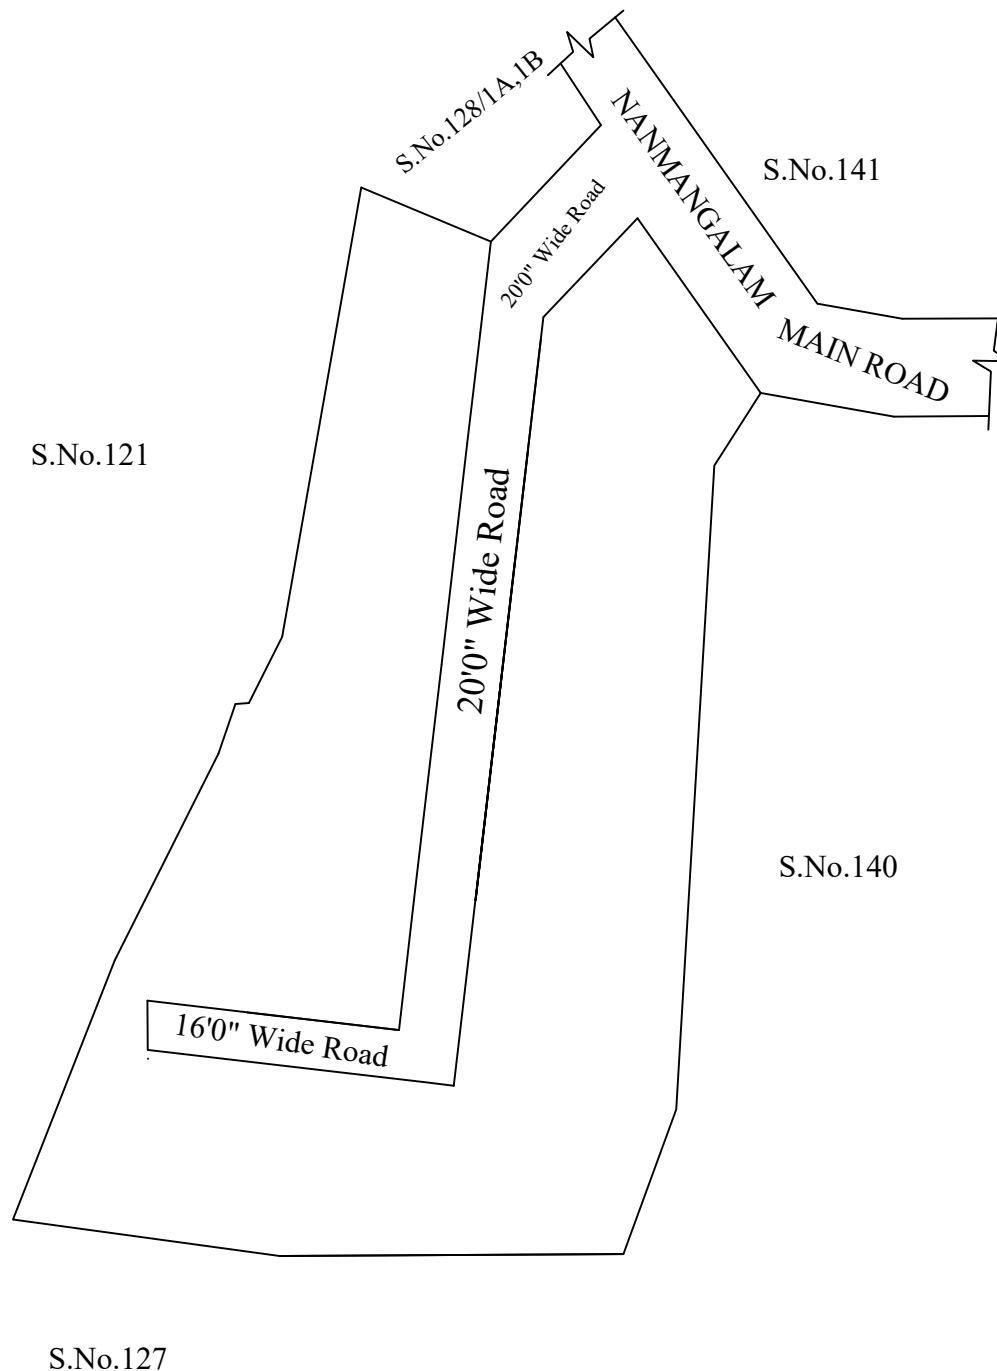 S.No.128/1A,1B
NANMANGALAM
S.No.141
20'0" Wide Road
MAIN ROAD
S.No.121
20'0" Wide Road
S.No.140
16'0" Wide Road
S.No.127